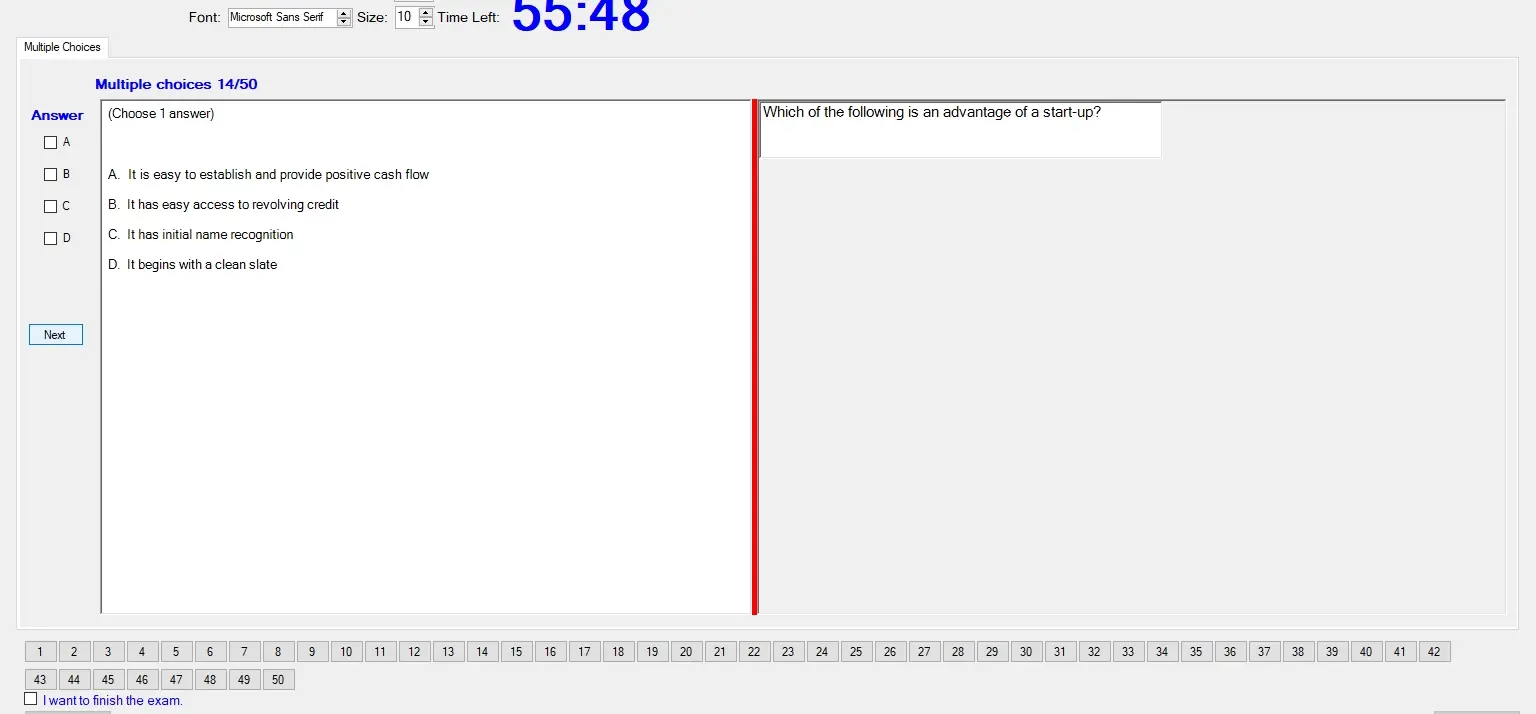 Font: Microsoft Sans Serif Size: 10 Time Left: 55:48
Multiple Choices
Multiple choices 14/50
Answer
A
B
C
D
Next
(Choose 1 answer)
A. It is easy to establish and provide positive cash flow
B. It has easy access to revolving credit
C. It has initial name recognition
D. It begins with a clean slate
Which of the following is an advantage of a start-up?
1 2 3 4 5 6 7 8 9 10 11 12 13 14 15 16 17 18 19 20 21 22 23 24 25 26 27 28 29 30 31 32 33 34 35 36 37 38 39 40 41 42
43 44 45 46 47 48 49 50
I want to finish the exam.